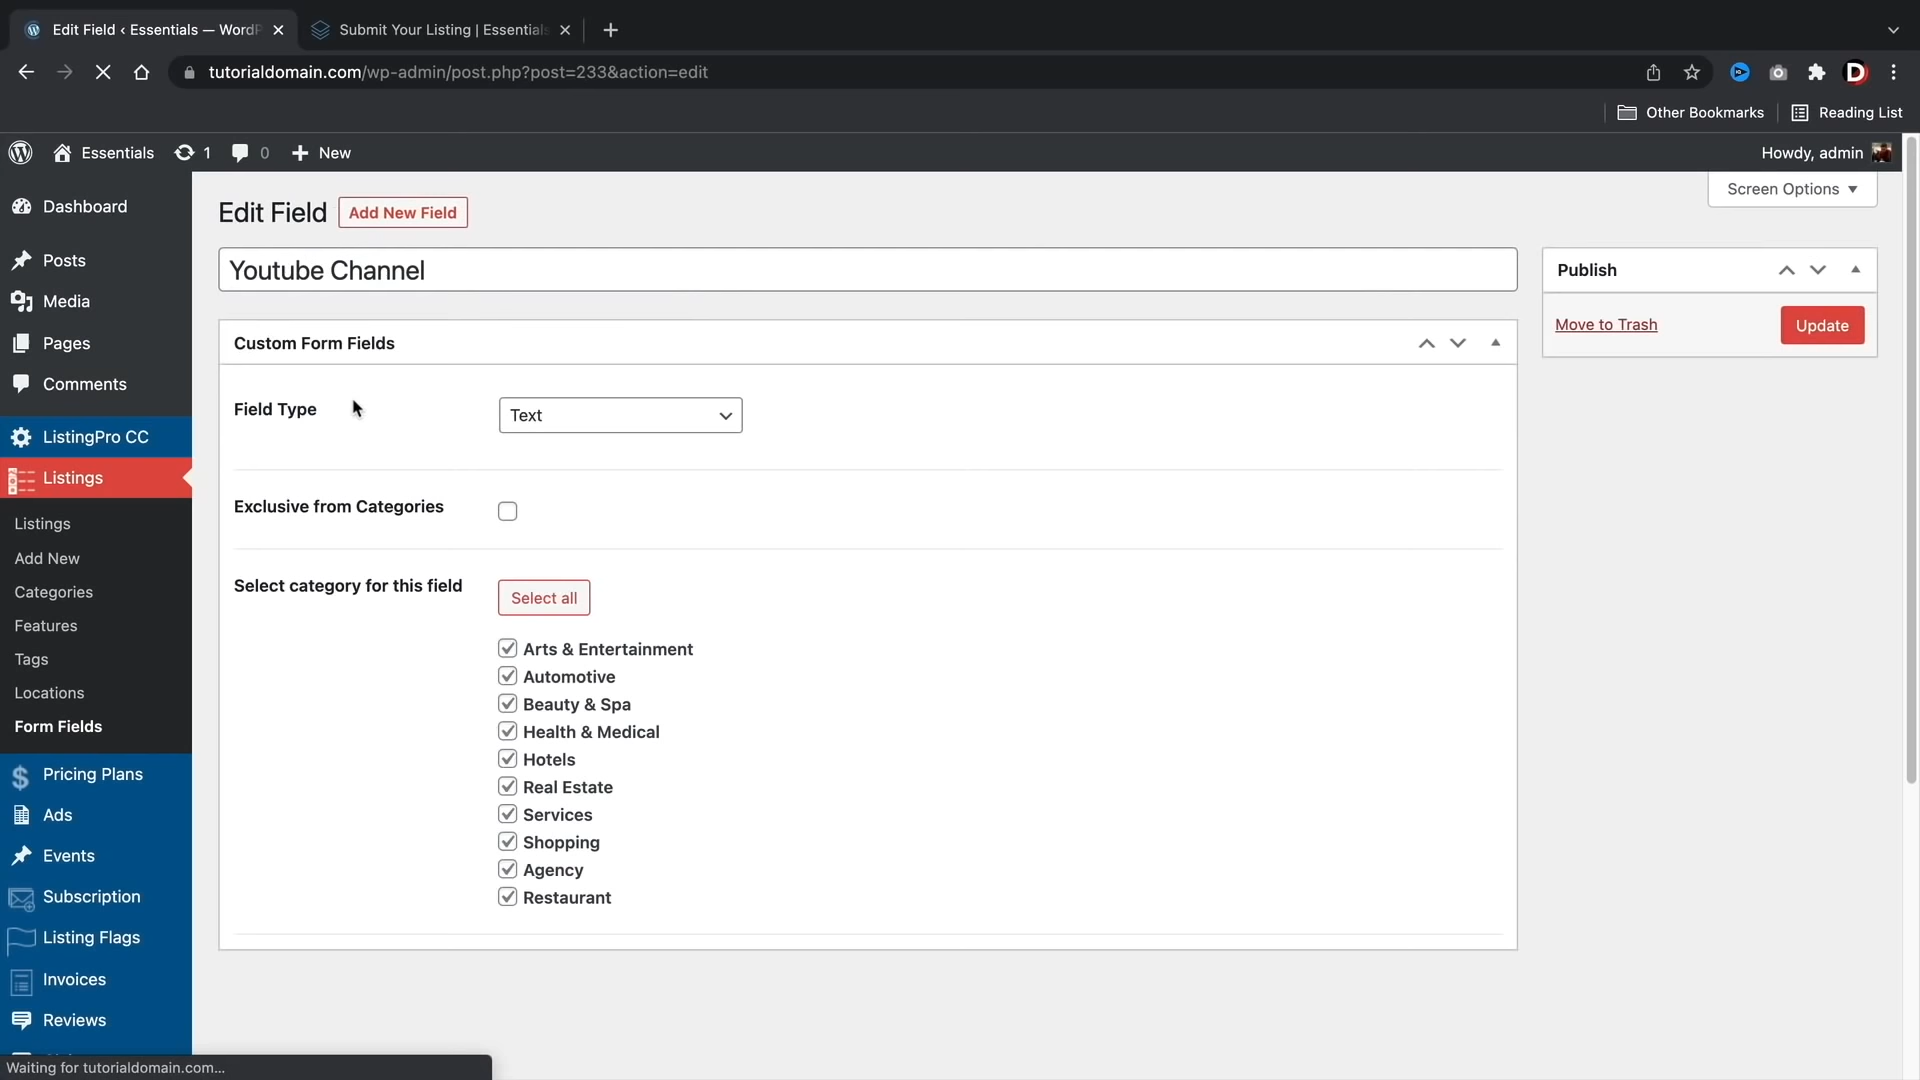 Edit Field ‹ Essentials — WordP
Submit Your Listing | Essentials
tutorialdomain.com/wp-admin/post.php?post=233&action=edit
Other Bookmarks
Reading List
Essentials
1
0
New
Howdy, admin
Screen Options
Dashboard
Posts
Media
Pages
Comments
ListingPro CC
Listings
Listings
Add New
Categories
Features
Tags
Locations
Form Fields
Pricing Plans
Ads
Events
Subscription
Listing Flags
Invoices
Reviews
Edit Field
Add New Field
Youtube Channel
Custom Form Fields
Field Type
Text
Exclusive from Categories
Select category for this field
Select all
Arts & Entertainment
Automotive
Beauty & Spa
Health & Medical
Hotels
Real Estate
Services
Shopping
Agency
Restaurant
Publish
Move to Trash
Update
Waiting for tutorialdomain.com...